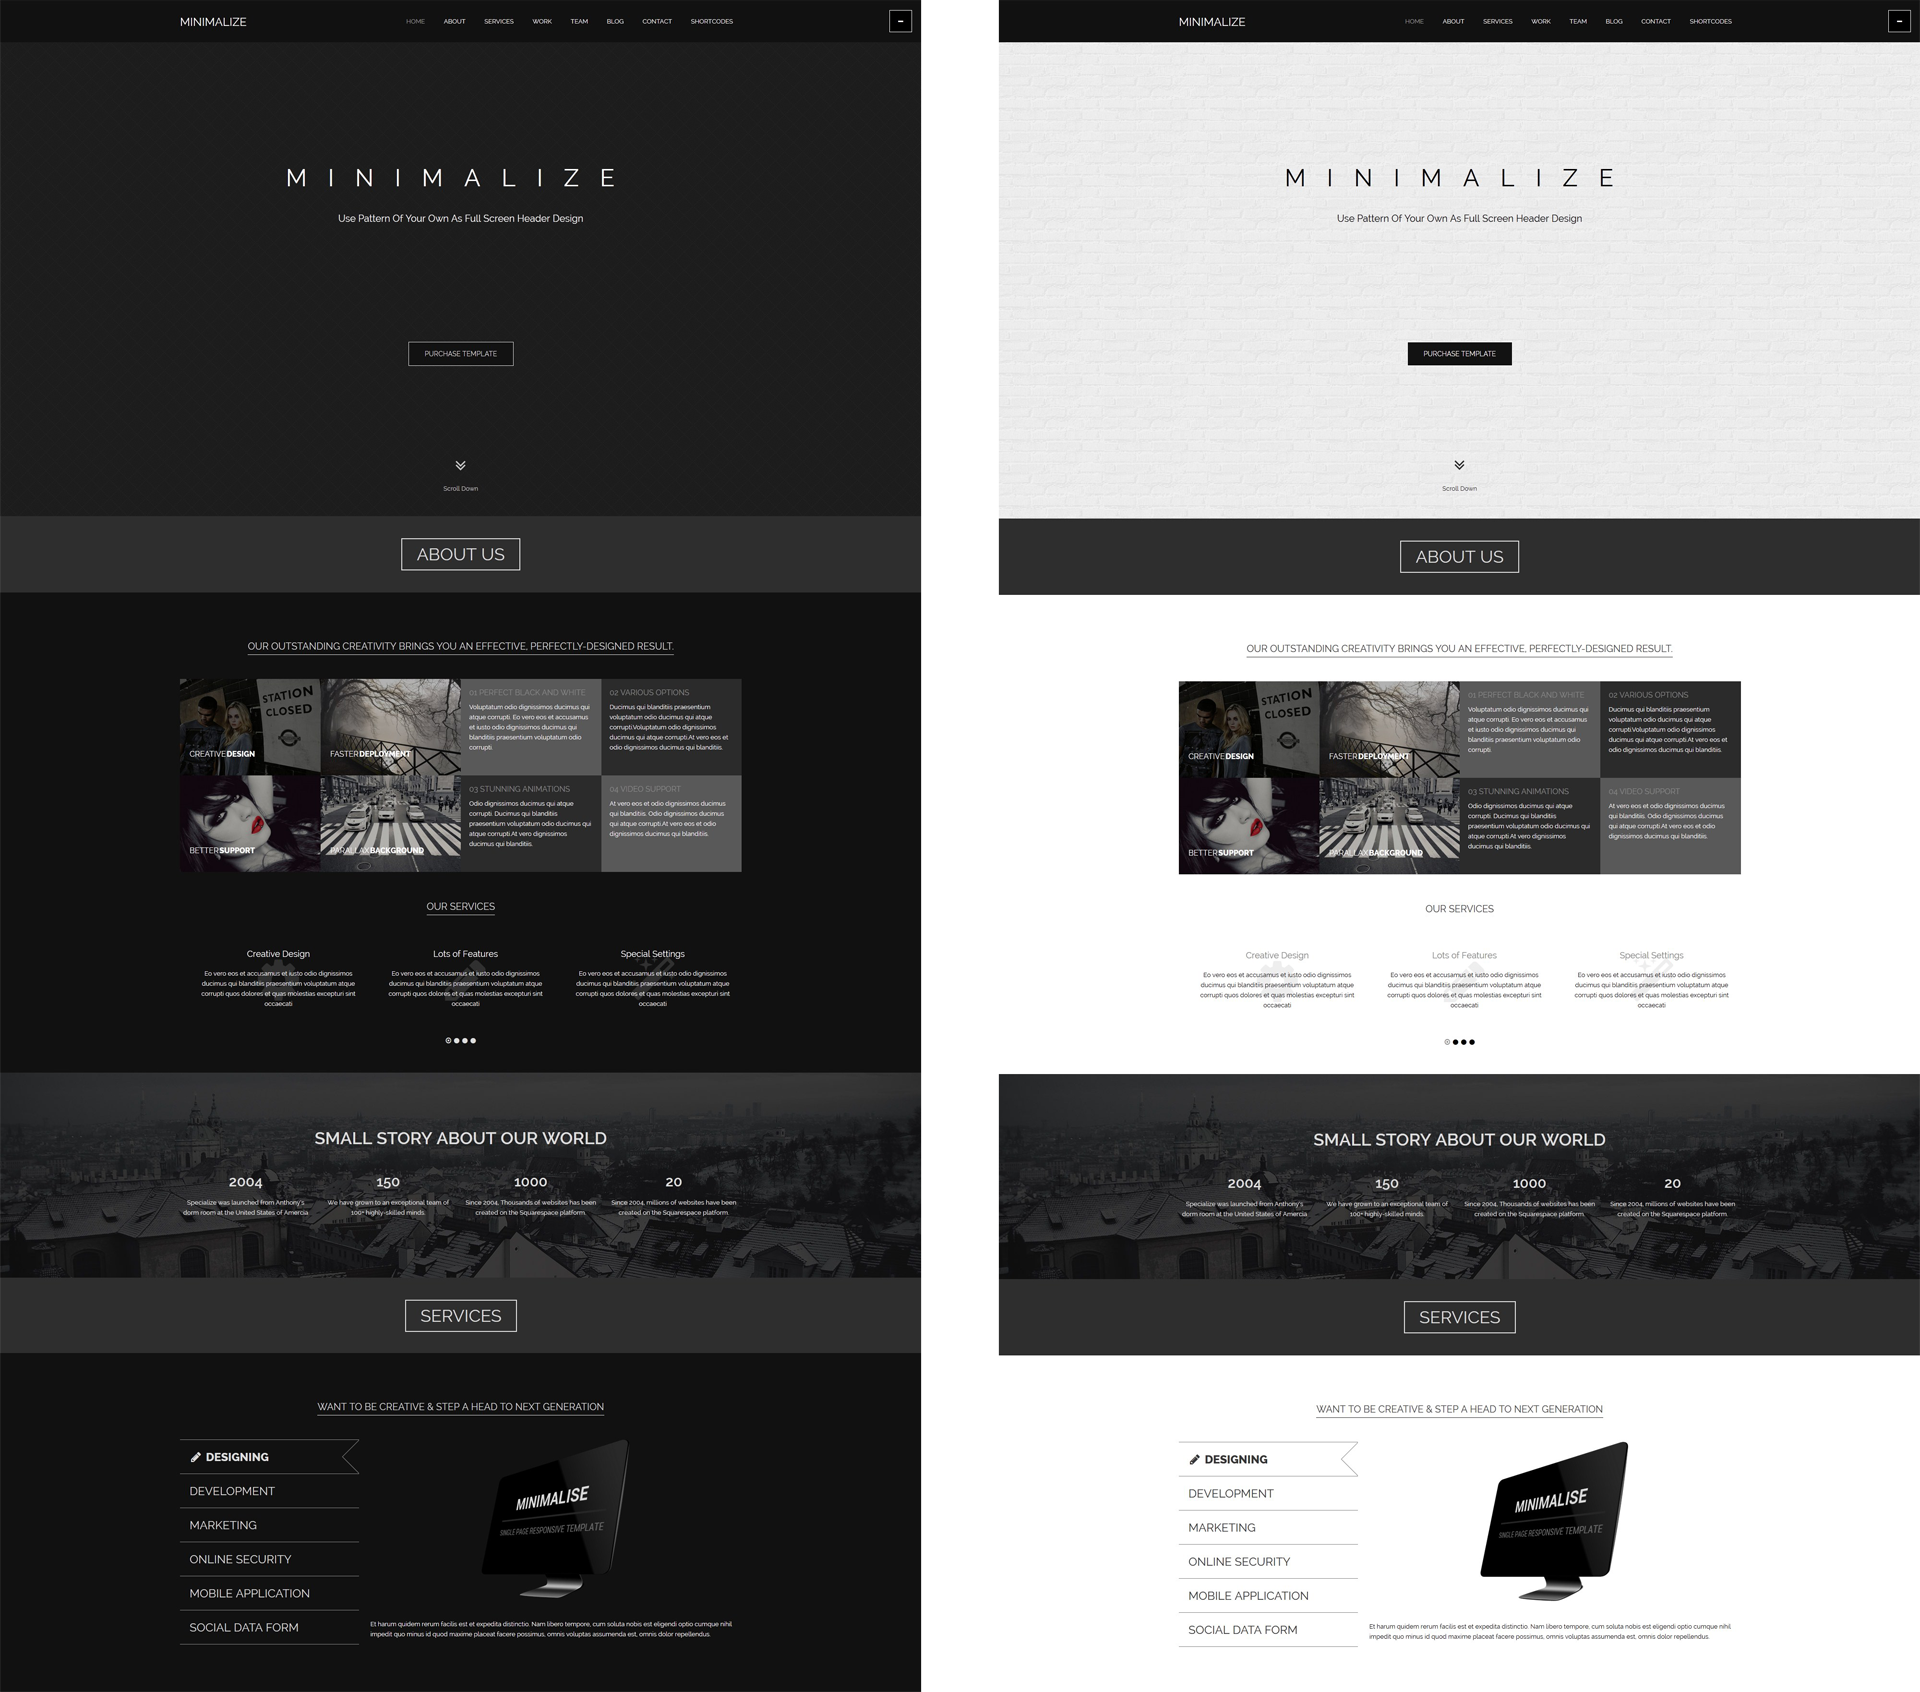 MINIMALIZE
HOME ABOUT SERVICES WORK TEAM BLOG CONTACT SHORTCODES
MINIMALIZE
Use Pattern Of Your Own As Full Screen Header Design
PURCHASE TEMPLATE
Scroll Down
ABOUT US
OUR OUTSTANDING CREATIVITY BRINGS YOU AN EFFECTIVE, PERFECTLY-DESIGNED RESULT.
STATION
CLOSED
CREATIVE DESIGN
FASTER DEPLOYMENT
01 PERFECT BLACK AND WHITE
Voluptatum odio dignissimos ducimus qui
atque corrupti. Eo vero eos et accusamus
et iusto odio dignissimos ducimus qui
blanditiis praesentium voluptatum odio
corrupti.
02 VARIOUS OPTIONS
Ducimus qui blanditiis praesentium
voluptatum odio ducimus qui atque
corrupti.Voluptatum odio dignissimos
ducimus qui atque corrupti.At vero eos et
odio dignissimos ducimus qui blanditiis.
BETTER SUPPORT
PARALLAX BACKGROUND
03 STUNNING ANIMATIONS
Odio dignissimos ducimus qui atque
corrupti. Ducimus qui blanditiis
praesentium voluptatum odio ducimus qui
atque corrupti.At vero dignissimos
ducimus qui blanditiis.
04 VIDEO SUPPORT
At vero eos et odio dignissimos ducimus
qui blanditiis. Odio dignissimos ducimus
qui atque corrupti.At vero eos et odio
dignissimos ducimus qui blanditiis.
OUR SERVICES
Creative Design
Eo vero eos et accusamus et iusto odio dignissimos
ducimus qui blanditiis praesentium voluptatum atque
corrupti quos dolores et quas molestias excepturi sint
occaecati
Lots of Features
Eo vero eos et accusamus et iusto odio dignissimos
ducimus qui blanditiis praesentium voluptatum atque
corrupti quos dolores et quas molestias excepturi sint
occaecati
Special Settings
Eo vero eos et accusamus et iusto odio dignissimos
ducimus qui blanditiis praesentium voluptatum atque
corrupti quos dolores et quas molestias excepturi sint
occaecati
SMALL STORY ABOUT OUR WORLD
2004
Specialize was launched from Anthony's
dorm room at the United States of Amercia
150
We have grown to an exceptional team of
100+ highly-skilled minds.
1000
Since 2004, Thousands of websites has been
created on the Squarespace platform.
20
Since 2004, millions of websites have been
created on the Squarespace platform.
SERVICES
WANT TO BE CREATIVE & STEP A HEAD TO NEXT GENERATION
DESIGNING
DEVELOPMENT
MARKETING
ONLINE SECURITY
MOBILE APPLICATION
SOCIAL DATA FORM
MINIMALISE
SINGLE PAGE RESPONSIVE TEMPLATE
Et harum quidem rerum facilis est et expedita distinctio. Nam libero tempore, cum soluta nobis est eligendi optio cumque nihil
impedit quo minus id quod maxime placeat facere possimus, omnis voluptas assumenda est, omnis dolor repellendus.
MINIMALIZE
HOME ABOUT SERVICES WORK TEAM BLOG CONTACT SHORTCODES
MINIMALIZE
Use Pattern Of Your Own As Full Screen Header Design
PURCHASE TEMPLATE
Scroll Down
ABOUT US
OUR OUTSTANDING CREATIVITY BRINGS YOU AN EFFECTIVE, PERFECTLY-DESIGNED RESULT.
STATION
CLOSED
CREATIVE DESIGN
FASTER DEPLOYMENT
01 PERFECT BLACK AND WHITE
Voluptatum odio dignissimos ducimus qui
atque corrupti. Eo vero eos et accusamus
et iusto odio dignissimos ducimus qui
blanditiis praesentium voluptatum odio
corrupti.
02 VARIOUS OPTIONS
Ducimus qui blanditiis praesentium
voluptatum odio ducimus qui atque
corrupti.Voluptatum odio dignissimos
ducimus qui atque corrupti.At vero eos et
odio dignissimos ducimus qui blanditiis.
BETTER SUPPORT
PARALLAX BACKGROUND
03 STUNNING ANIMATIONS
Odio dignissimos ducimus qui atque
corrupti. Ducimus qui blanditiis
praesentium voluptatum odio ducimus qui
atque corrupti.At vero dignissimos
ducimus qui blanditiis.
04 VIDEO SUPPORT
At vero eos et odio dignissimos ducimus
qui blanditiis. Odio dignissimos ducimus
qui atque corrupti.At vero eos et odio
dignissimos ducimus qui blanditiis.
OUR SERVICES
Creative Design
Eo vero eos et accusamus et iusto odio dignissimos
ducimus qui blanditiis praesentium voluptatum atque
corrupti quos dolores et quas molestias excepturi sint
occaecati
Lots of Features
Eo vero eos et accusamus et iusto odio dignissimos
ducimus qui blanditiis praesentium voluptatum atque
corrupti quos dolores et quas molestias excepturi sint
occaecati
Special Settings
Eo vero eos et accusamus et iusto odio dignissimos
ducimus qui blanditiis praesentium voluptatum atque
corrupti quos dolores et quas molestias excepturi sint
occaecati
SMALL STORY ABOUT OUR WORLD
2004
Specialize was launched from Anthony's
dorm room at the United States of Amercia
150
We have grown to an exceptional team of
100+ highly-skilled minds.
1000
Since 2004, Thousands of websites has been
created on the Squarespace platform.
20
Since 2004, millions of websites have been
created on the Squarespace platform.
SERVICES
WANT TO BE CREATIVE & STEP A HEAD TO NEXT GENERATION
DESIGNING
DEVELOPMENT
MARKETING
ONLINE SECURITY
MOBILE APPLICATION
SOCIAL DATA FORM
MINIMALISE
SINGLE PAGE RESPONSIVE TEMPLATE
Et harum quidem rerum facilis est et expedita distinctio. Nam libero tempore, cum soluta nobis est eligendi optio cumque nihil
impedit quo minus id quod maxime placeat facere possimus, omnis voluptas assumenda est, omnis dolor repellendus.